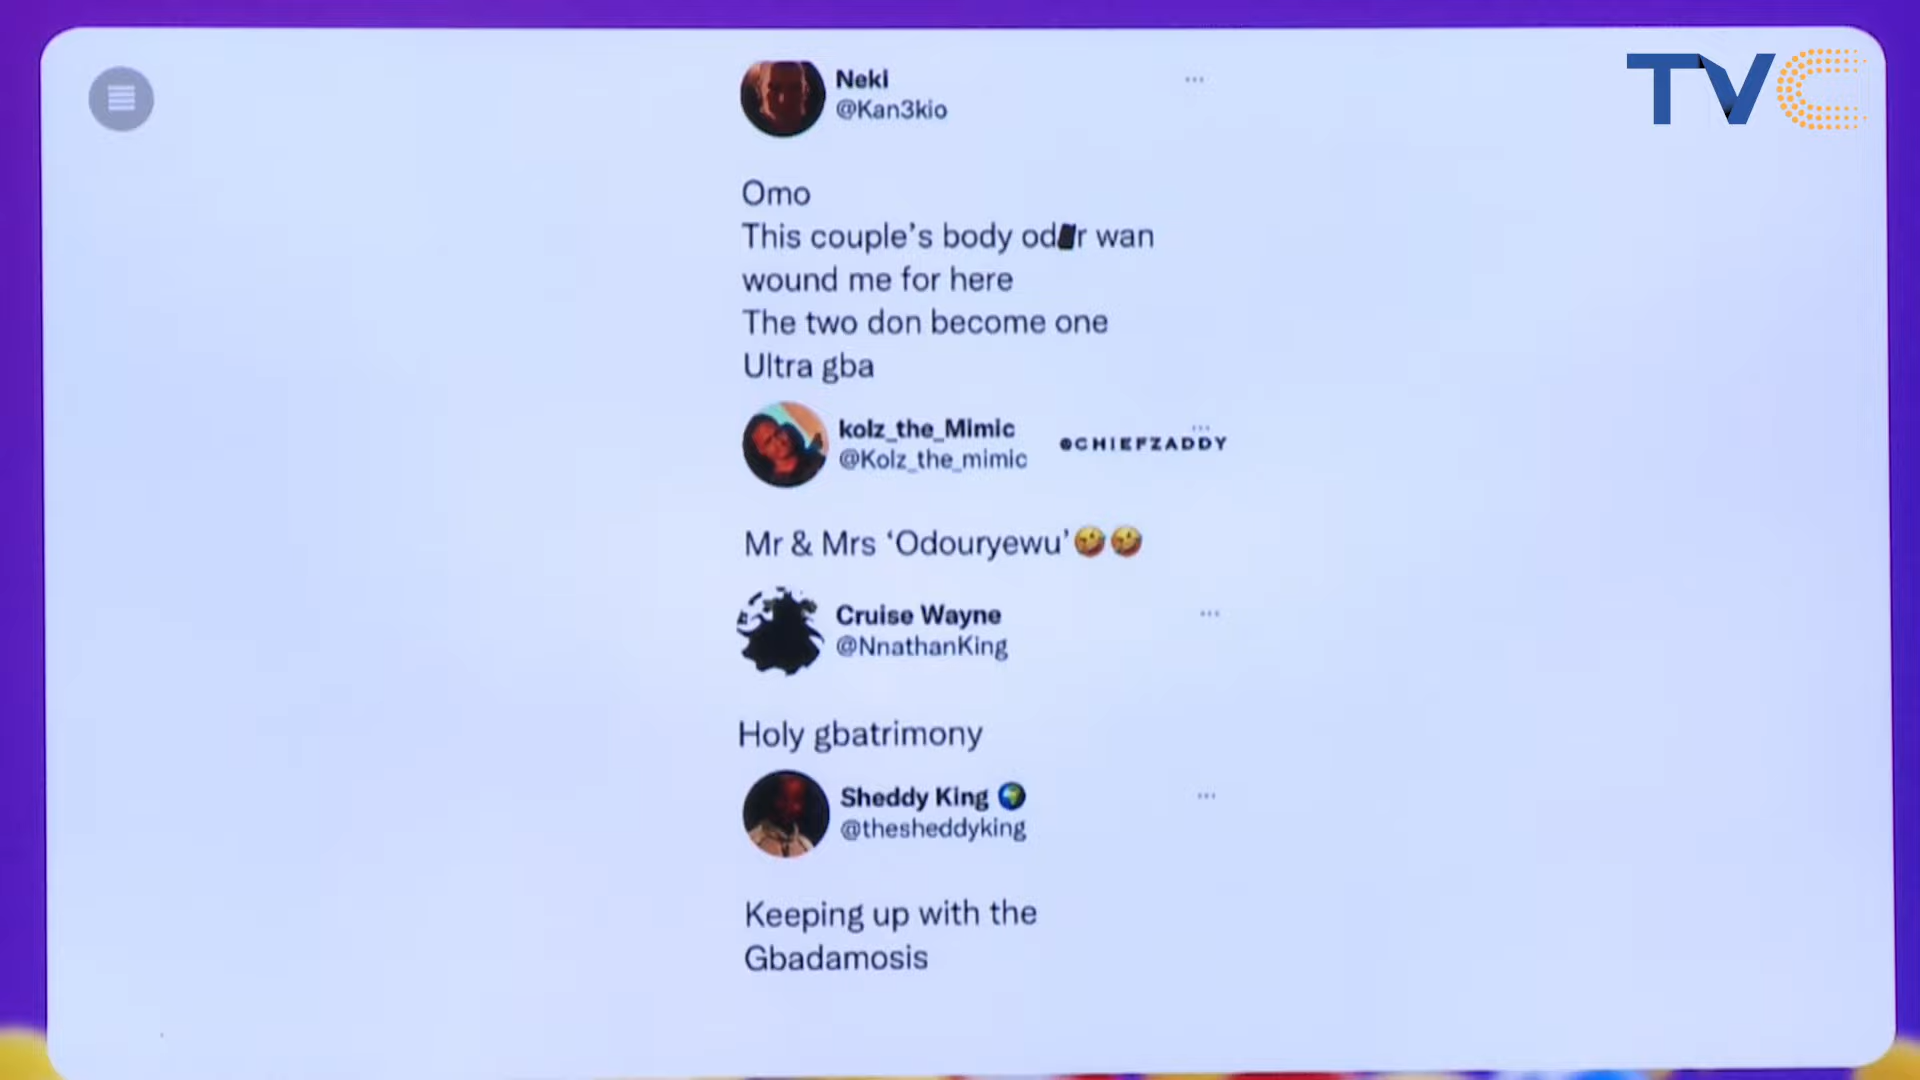 TVC
Neki
@Kan3kio
Omo
This couple's body od r wan
wound me for here
The two don become one
Ultra gba
kolz_the_Mimic
@Kolz_the_mimic
@CHIEFZADDY
Mr & Mrs ‘Odouryewu’🤣🤣
Cruise Wayne
@NnathanKing
Holy gbatrimony
Sheddy King 🌍
@thesheddyking
Keeping up with the
Gbadamosis